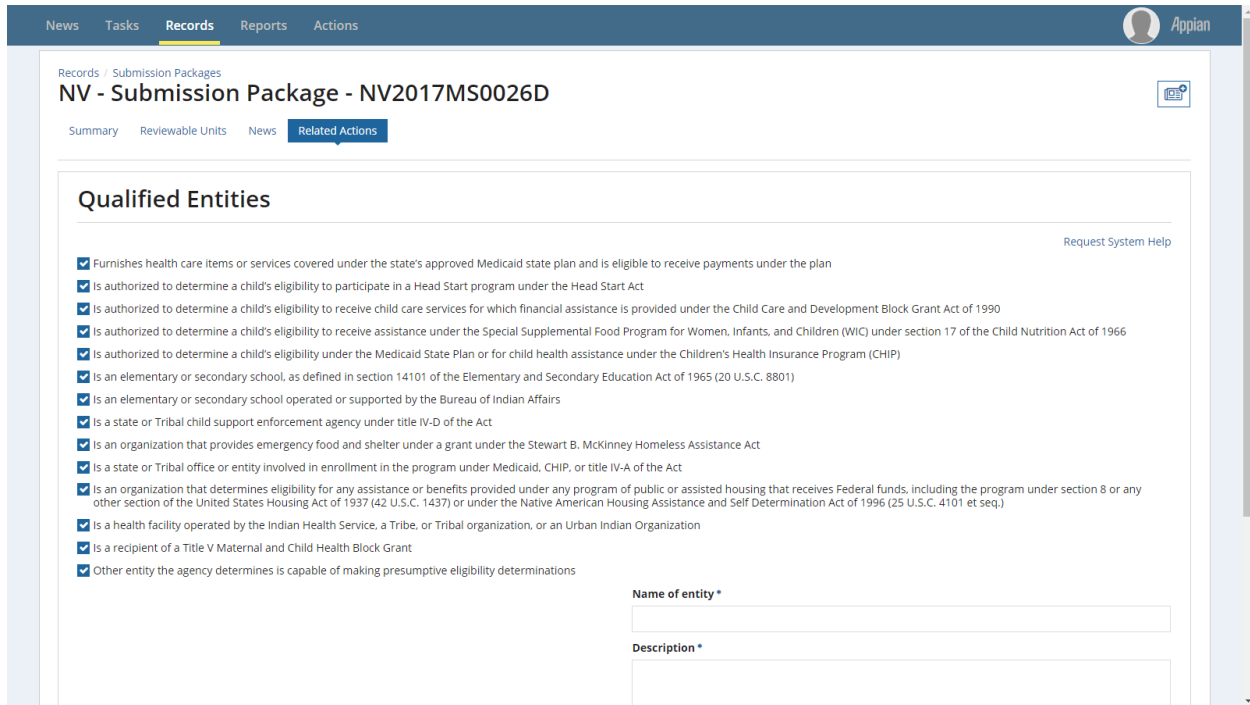 News Tasks Records Reports Actions Appian
Records / Submission Packages
NV - Submission Package - NV2017MS0026D
Summary Reviewable Units News Related Actions
Qualified Entities
Request System Help
Furnishes health care items or services covered under the state's approved Medicaid state plan and is eligible to receive payments under the plan
Is authorized to determine a child's eligibility to participate in a Head Start program under the Head Start Act
Is authorized to determine a child's eligibility to receive child care services for which financial assistance is provided under the Child Care and Development Block Grant Act of 1990
Is authorized to determine a child's eligibility to receive assistance under the Special Supplemental Food Program for Women, Infants, and Children (WIC) under section 17 of the Child Nutrition Act of 1966
Is authorized to determine a child's eligibility under the Medicaid State Plan or for child health assistance under the Children's Health Insurance Program (CHIP)
Is an elementary or secondary school, as defined in section 14101 of the Elementary and Secondary Education Act of 1965 (20 U.S.C. 8801)
Is an elementary or secondary school operated or supported by the Bureau of Indian Affairs
Is a state or Tribal child support enforcement agency under title IV-D of the Act
Is an organization that provides emergency food and shelter under a grant under the Stewart B. McKinney Homeless Assistance Act
Is a state or Tribal office or entity involved in enrollment in the program under Medicaid, CHIP, or title IV-A of the Act
Is an organization that determines eligibility for any assistance or benefits provided under any program of public or assisted housing that receives Federal funds, including the program under section 8 or any
other section of the United States Housing Act of 1937 (42 U.S.C. 1437) or under the Native American Housing Assistance and Self Determination Act of 1996 (25 U.S.C. 4101 et seq.)
Is a health facility operated by the Indian Health Service, a Tribe, or Tribal organization, or an Urban Indian Organization
Is a recipient of a Title V Maternal and Child Health Block Grant
Other entity the agency determines is capable of making presumptive eligibility determinations
Name of entity *
Description *